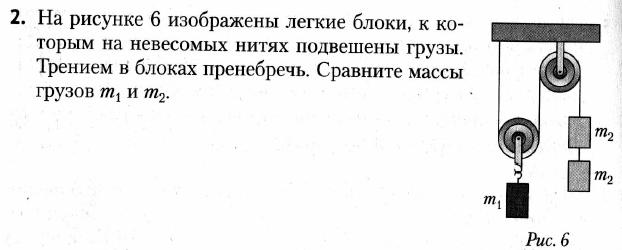 2. На рисунке 6 изображены легкие блоки, к ко-
торым на невесомых нитях подвешены грузы.
Трением в блоках пренебречь. Сравните массы
грузов m₁ и m₂.
m₂
m₂
m₁
Рис. 6